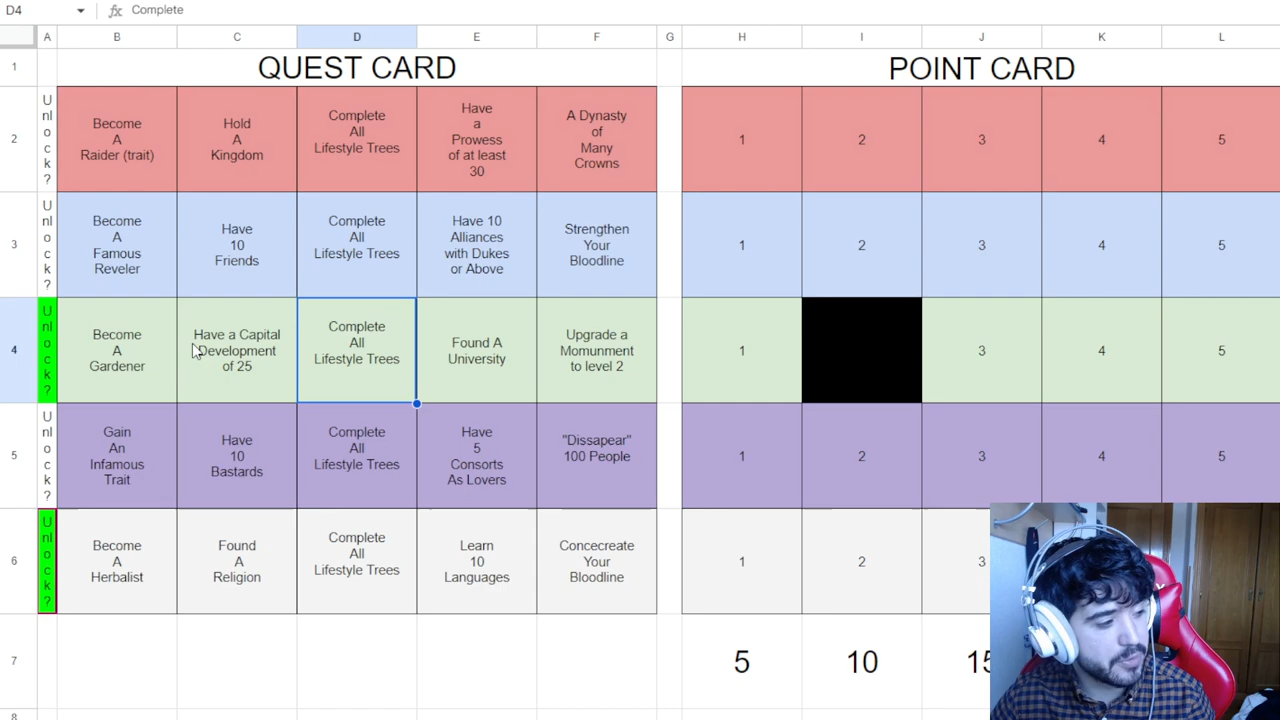 D4
fx Complete
A B C D E F G H I J K L
1 QUEST CARD POINT CARD
2
U
nl
o
c
k
?
Become
A
Raider (trait)
Hold
A
Kingdom
Complete
All
Lifestyle Trees
Have
a
Prowess
of at least
30
A Dynasty
of
Many
Crowns
1 2 3 4 5
3
U
nl
o
c
k
?
Become
A
Famous
Reveler
Have
10
Friends
Complete
All
Lifestyle Trees
Have 10
Alliances
with Dukes
or Above
Strengthen
Your
Bloodline
1 2 3 4 5
4
U
nl
o
c
k
?
Become
A
Gardener
Have a Capital
Development
of 25
Complete
All
Lifestyle Trees
Found A
University
Upgrade a
Momunment
to level 2
1 3 4 5
5
U
nl
o
c
k
?
Gain
An
Infamous
Trait
Have
10
Bastards
Complete
All
Lifestyle Trees
Have
5
Consorts
As Lovers
"Dissapear"
100 People
1 2 3 4 5
6
U
nl
o
c
k
?
Become
A
Herbalist
Found
A
Religion
Complete
All
Lifestyle Trees
Learn
10
Languages
Concecreate
Your
Bloodline
1 2 3
7
5 10 15
8